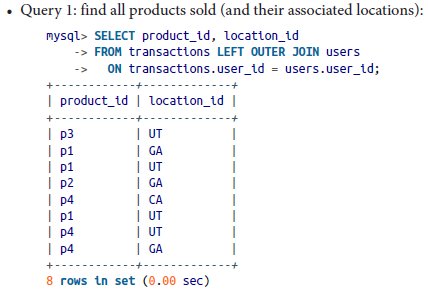 • Query 1: find all products sold (and their associated locations):
mysql> SELECT product_id, location_id
-> FROM transactions LEFT OUTER JOIN users
-> ON transactions.user_id = users.user_id;
+------------+-------------+
| product_id | location_id |
+------------+-------------+
| p3 | UT |
| p1 | GA |
| p1 | UT |
| p2 | GA |
| p4 | CA |
| p1 | UT |
| p4 | UT |
| p4 | GA |
+------------+-------------+
8 rows in set (0.00 sec)